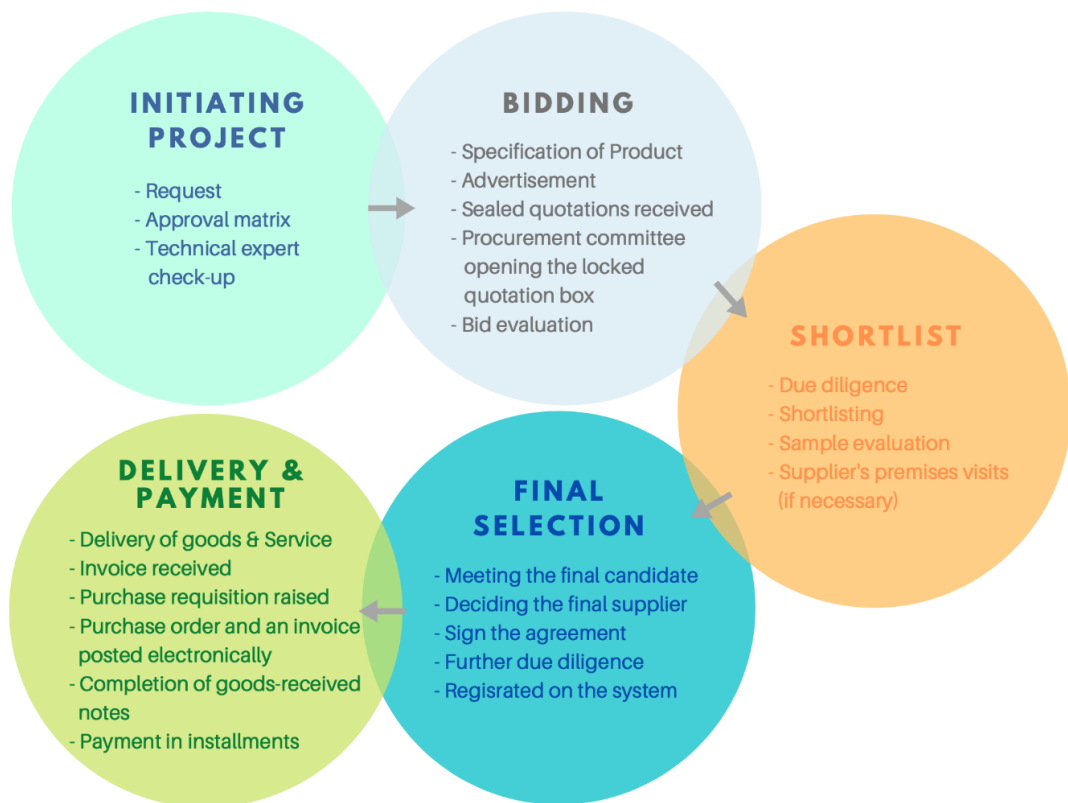 INITIATING
PROJECT
- Request
- Approval matrix
- Technical expert
check-up
BIDDING
- Specification of Product
- Advertisement
- Sealed quotations received
- Procurement committee
opening the locked
quotation box
- Bid evaluation
SHORTLIST
- Due diligence
- Shortlisting
- Sample evaluation
- Supplier's premises visits
(if necessary)
FINAL
SELECTION
- Meeting the final candidate
- Deciding the final supplier
- Sign the agreement
- Further due diligence
- Regisrated on the system
DELIVERY &
PAYMENT
- Delivery of goods & Service
- Invoice received
- Purchase requisition raised
- Purchase order and an invoice
posted electronically
- Completion of goods-received
notes
- Payment in installments